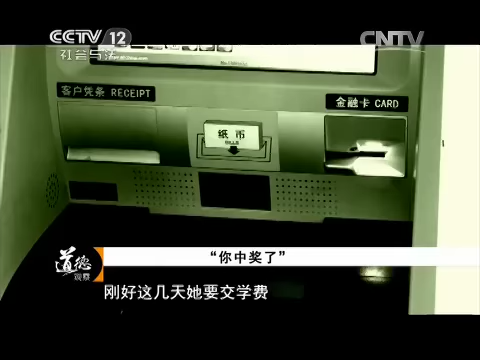 CCTV 12
社会与法
CNTV
客户凭条 RECEIPT
金融卡 CARD
纸币
道德
观察
“你中奖了”
刚好这几天她要交学费